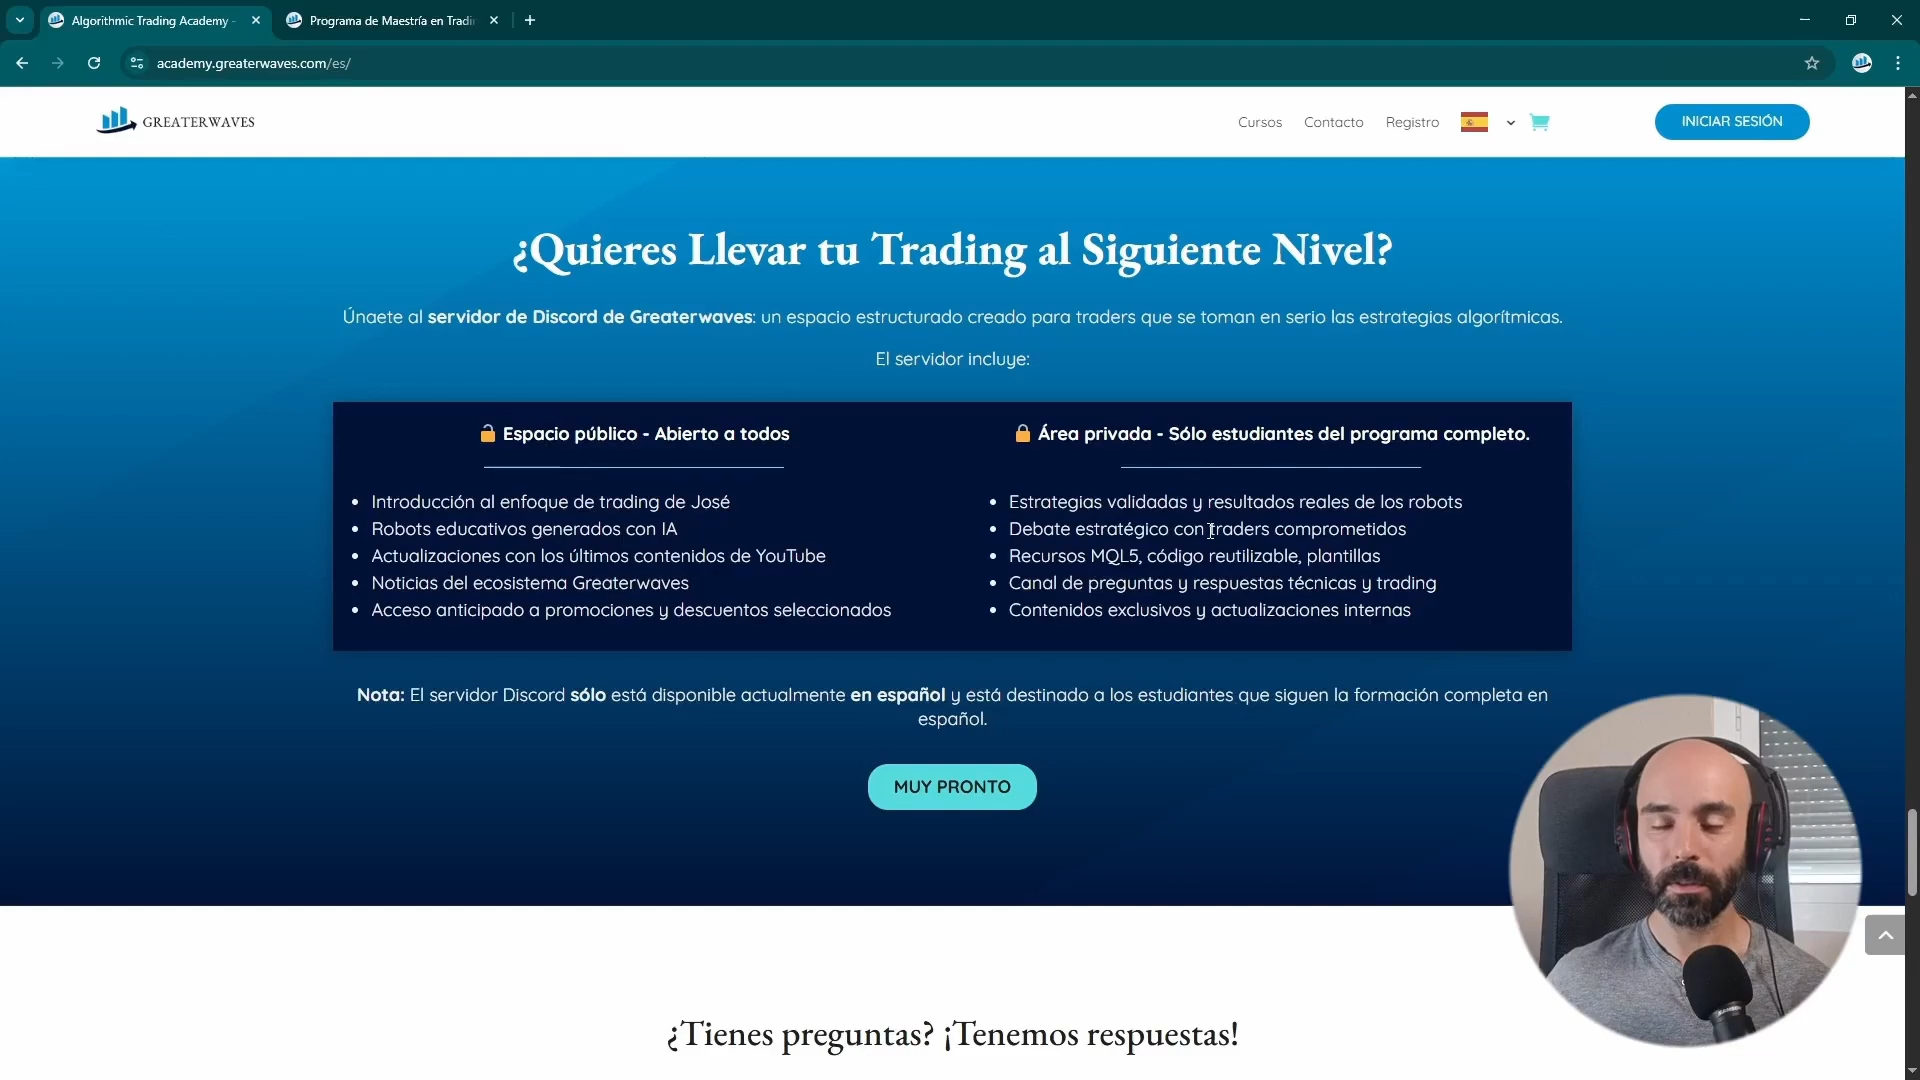 Algorithmic Trading Academy -
Programa de Maestría en Tradin
academy.greaterwaves.com/es/
GREATERWAVES
Cursos
Contacto
Registro
INICIAR SESIÓN
¿Quieres Llevar tu Trading al Siguiente Nivel?
Únaete al servidor de Discord de Greaterwaves: un espacio estructurado creado para traders que se toman en serio las estrategias algorítmicas.
El servidor incluye:
Espacio público - Abierto a todos
Introducción al enfoque de trading de José
Robots educativos generados con IA
Actualizaciones con los últimos contenidos de YouTube
Noticias del ecosistema Greaterwaves
Acceso anticipado a promociones y descuentos seleccionados
Área privada - Sólo estudiantes del programa completo.
Estrategias validadas y resultados reales de los robots
Debate estratégico con traders comprometidos
Recursos MQL5, código reutilizable, plantillas
Canal de preguntas y respuestas técnicas y trading
Contenidos exclusivos y actualizaciones internas
Nota: El servidor Discord sólo está disponible actualmente en español y está destinado a los estudiantes que siguen la formación completa en
español.
MUY PRONTO
¿Tienes preguntas? ¡Tenemos respuestas!